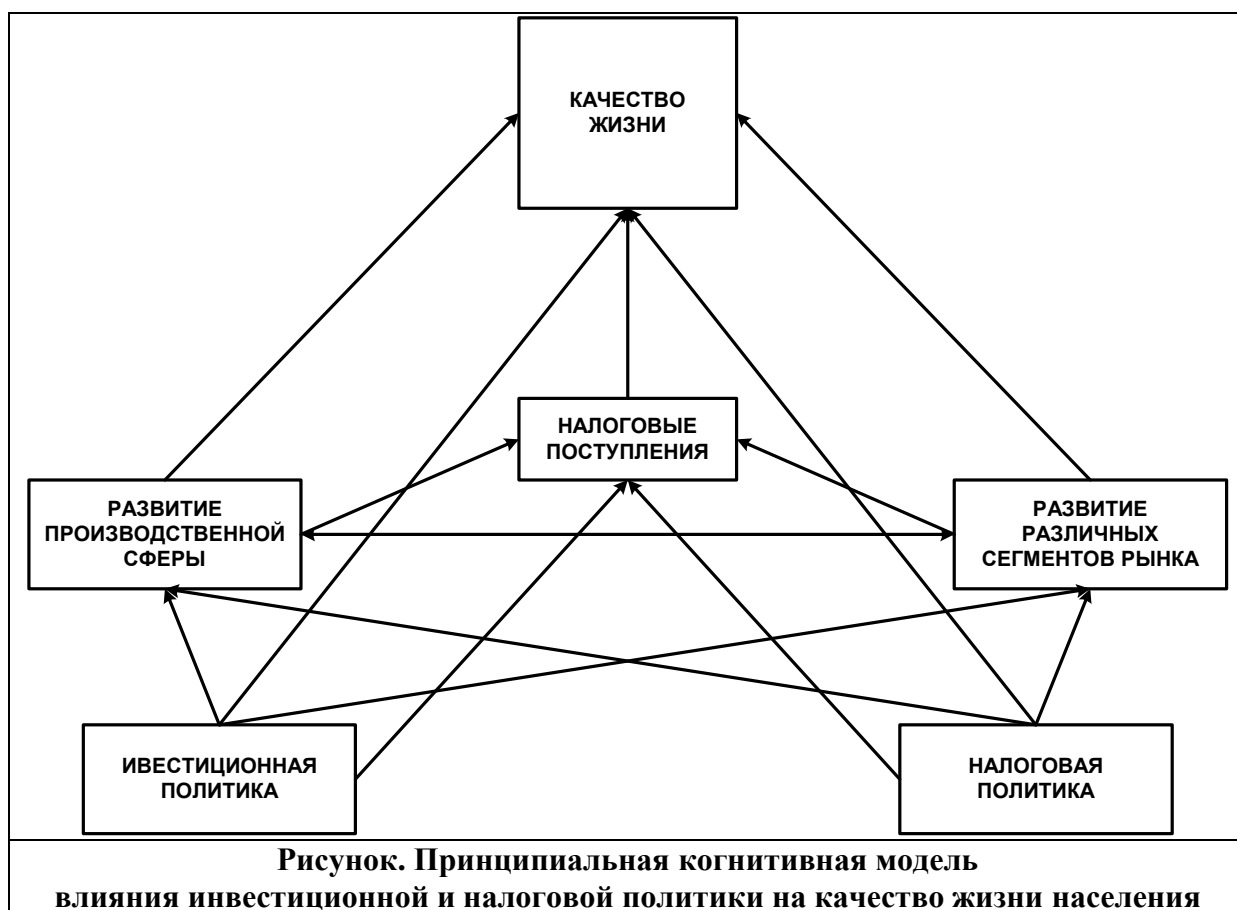 КАЧЕСТВО
ЖИЗНИ
НАЛОГОВЫЕ
ПОСТУПЛЕНИЯ
РАЗВИТИЕ
ПРОИЗВОДСТВЕННОЙ
СФЕРЫ
РАЗВИТИЕ
РАЗЛИЧНЫХ
СЕГМЕНТОВ РЫНКА
ИВЕСТИЦИОННАЯ
ПОЛИТИКА
НАЛОГОВАЯ
ПОЛИТИКА
Рисунок. Принципиальная когнитивная модель
влияния инвестиционной и налоговой политики на качество жизни населения